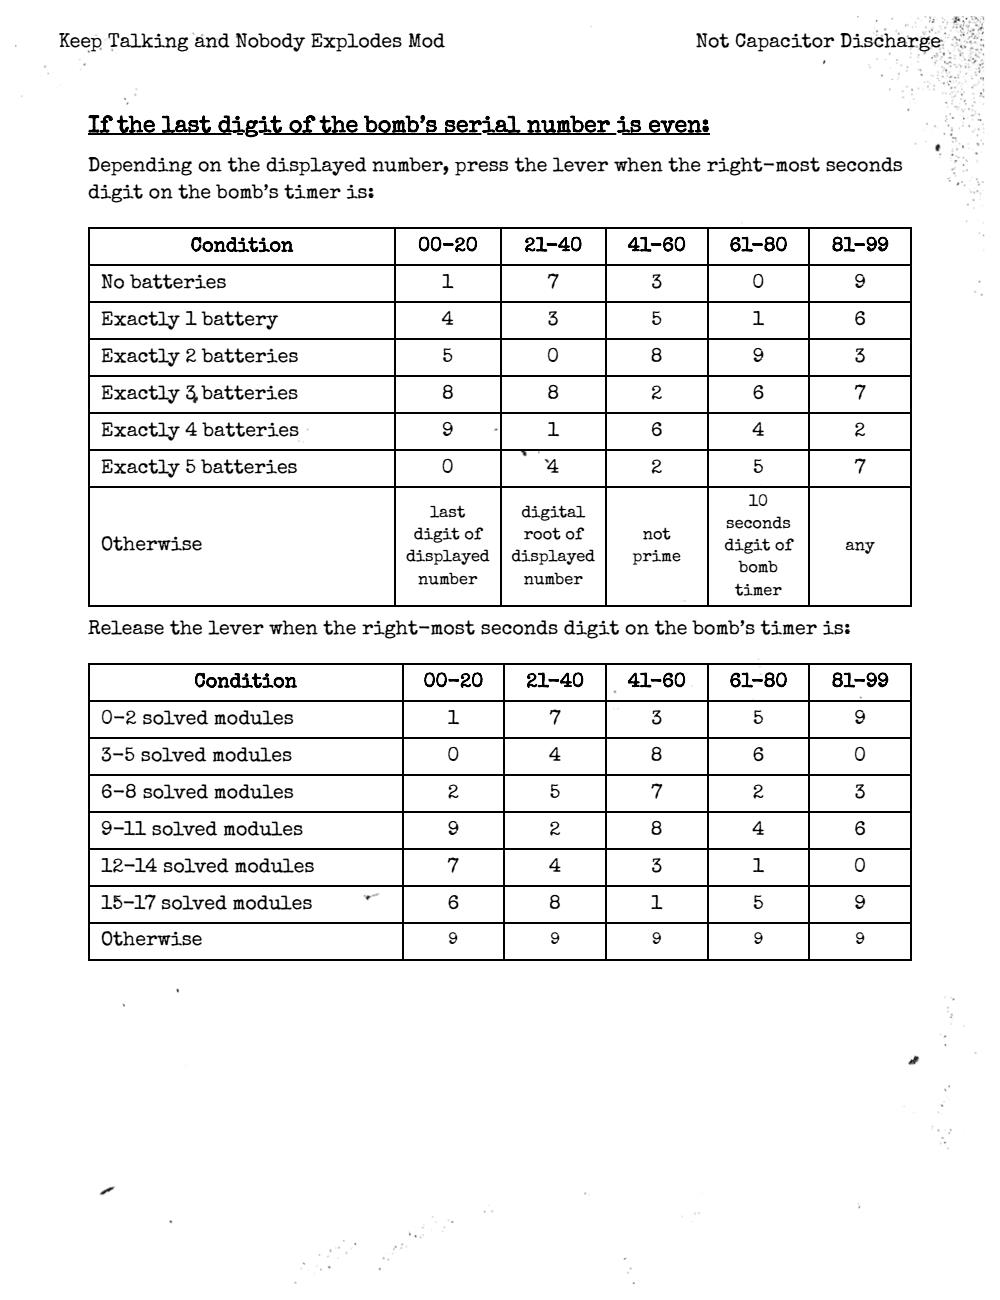 Keep Talking and Nobody Explodes Mod Not Capacitor Discharge
If the last digit of the bomb's serial number is even:
Depending on the displayed number, press the lever when the right-most seconds
digit on the bomb's timer is:
Condition 00-20 21-40 41-60 61-80 81-99
No batteries 1 7 3 0 9
Exactly 1 battery 4 3 5 1 6
Exactly 2 batteries 5 0 8 9 3
Exactly 3 batteries 8 8 2 6 7
Exactly 4 batteries 9 1 6 4 2
Exactly 5 batteries 0 4 2 5 7
Otherwise
last
digit of
displayed
number
digital
root of
displayed
number
not
prime
10
seconds
digit of
bomb
timer
any
Release the lever when the right-most seconds digit on the bomb's timer is:
Condition 00-20 21-40 41-60 61-80 81-99
0-2 solved modules 1 7 3 5 9
3-5 solved modules 0 4 8 6 0
6-8 solved modules 2 5 7 2 3
9-11 solved modules 9 2 8 4 6
12-14 solved modules 7 4 3 1 0
15-17 solved modules 6 8 1 5 9
Otherwise 9 9 9 9 9